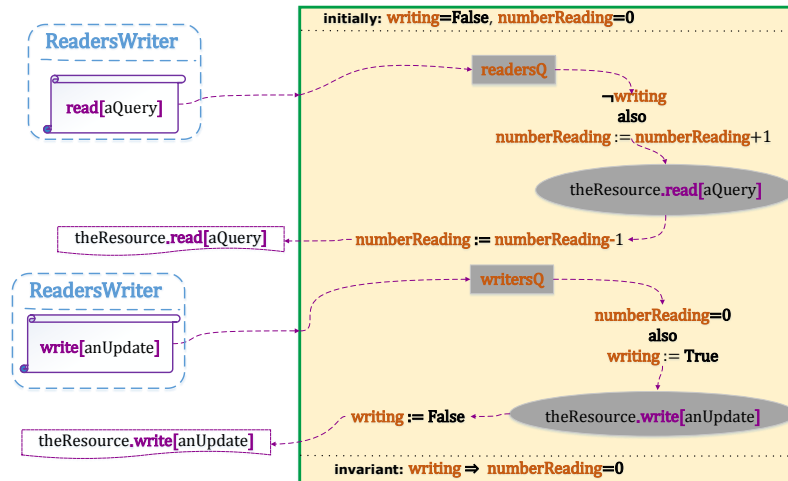 initially: writing=False, numberReading=0
ReadersWriter
read[aQuery]
readersQ
¬writing
also
numberReading := numberReading+1
theResource.read[aQuery]
theResource.read[aQuery]
numberReading := numberReading-1
ReadersWriter
write[anUpdate]
writersQ
numberReading=0
also
writing := True
theResource.write[anUpdate]
writing := False
theResource.write[anUpdate]
invariant: writing ⇒ numberReading=0